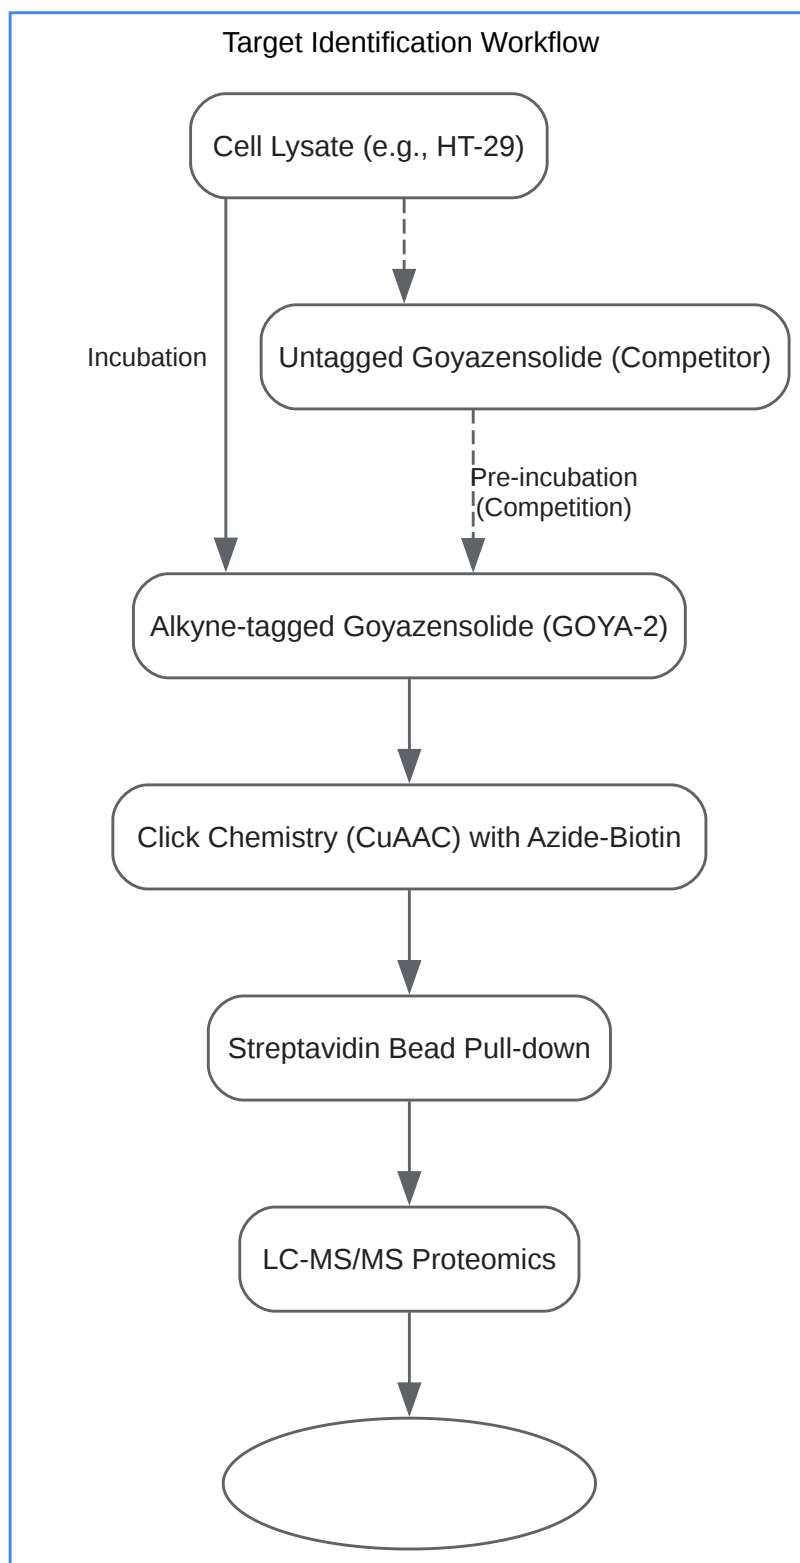 Target Identification Workflow
Cell Lysate (e.g., HT-29)
Untagged Goyazensolide (Competitor)
Incubation
Pre-incubation
(Competition)
Alkyne-tagged Goyazensolide (GOYA-2)
Click Chemistry (CuAAC) with Azide-Biotin
Streptavidin Bead Pull-down
LC-MS/MS Proteomics